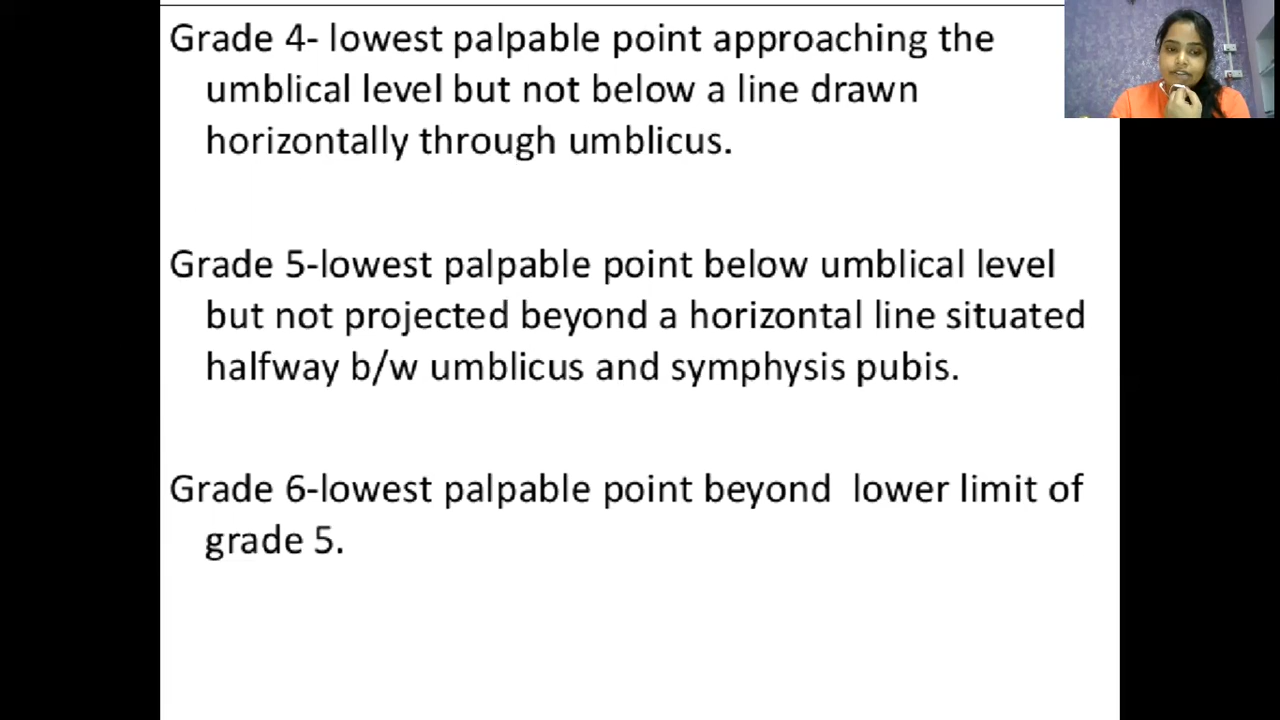 Grade 4- lowest palpable point approaching the
umblical level but not below a line drawn
horizontally through umblicus.
Grade 5-lowest palpable point below umblical level
but not projected beyond a horizontal line situated
halfway b/w umblicus and symphysis pubis.
Grade 6-lowest palpable point beyond  lower limit of
grade 5.